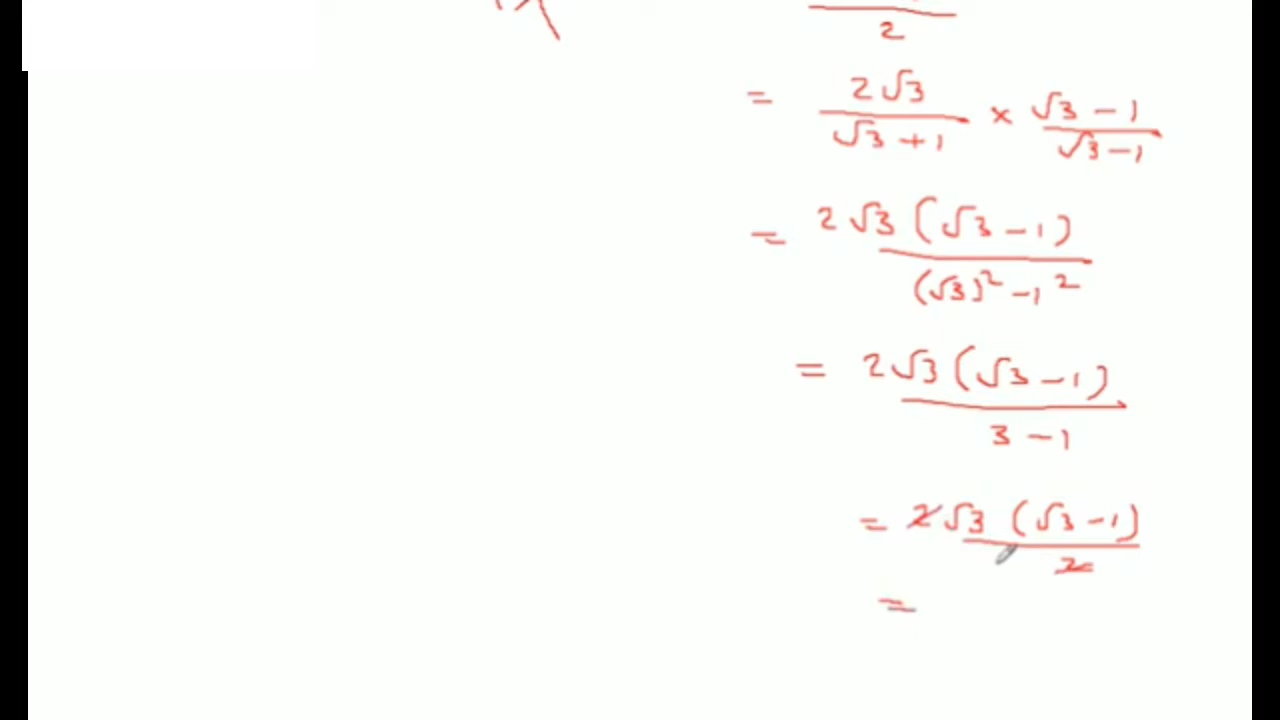 2
= 2√3 / √3 + 1 × √3 - 1 / √3 - 1
= 2√3 (√3 - 1) / (√3)² - 1²
= 2√3 (√3 - 1) / 3 - 1
= 2√3 (√3 - 1) / 2
=